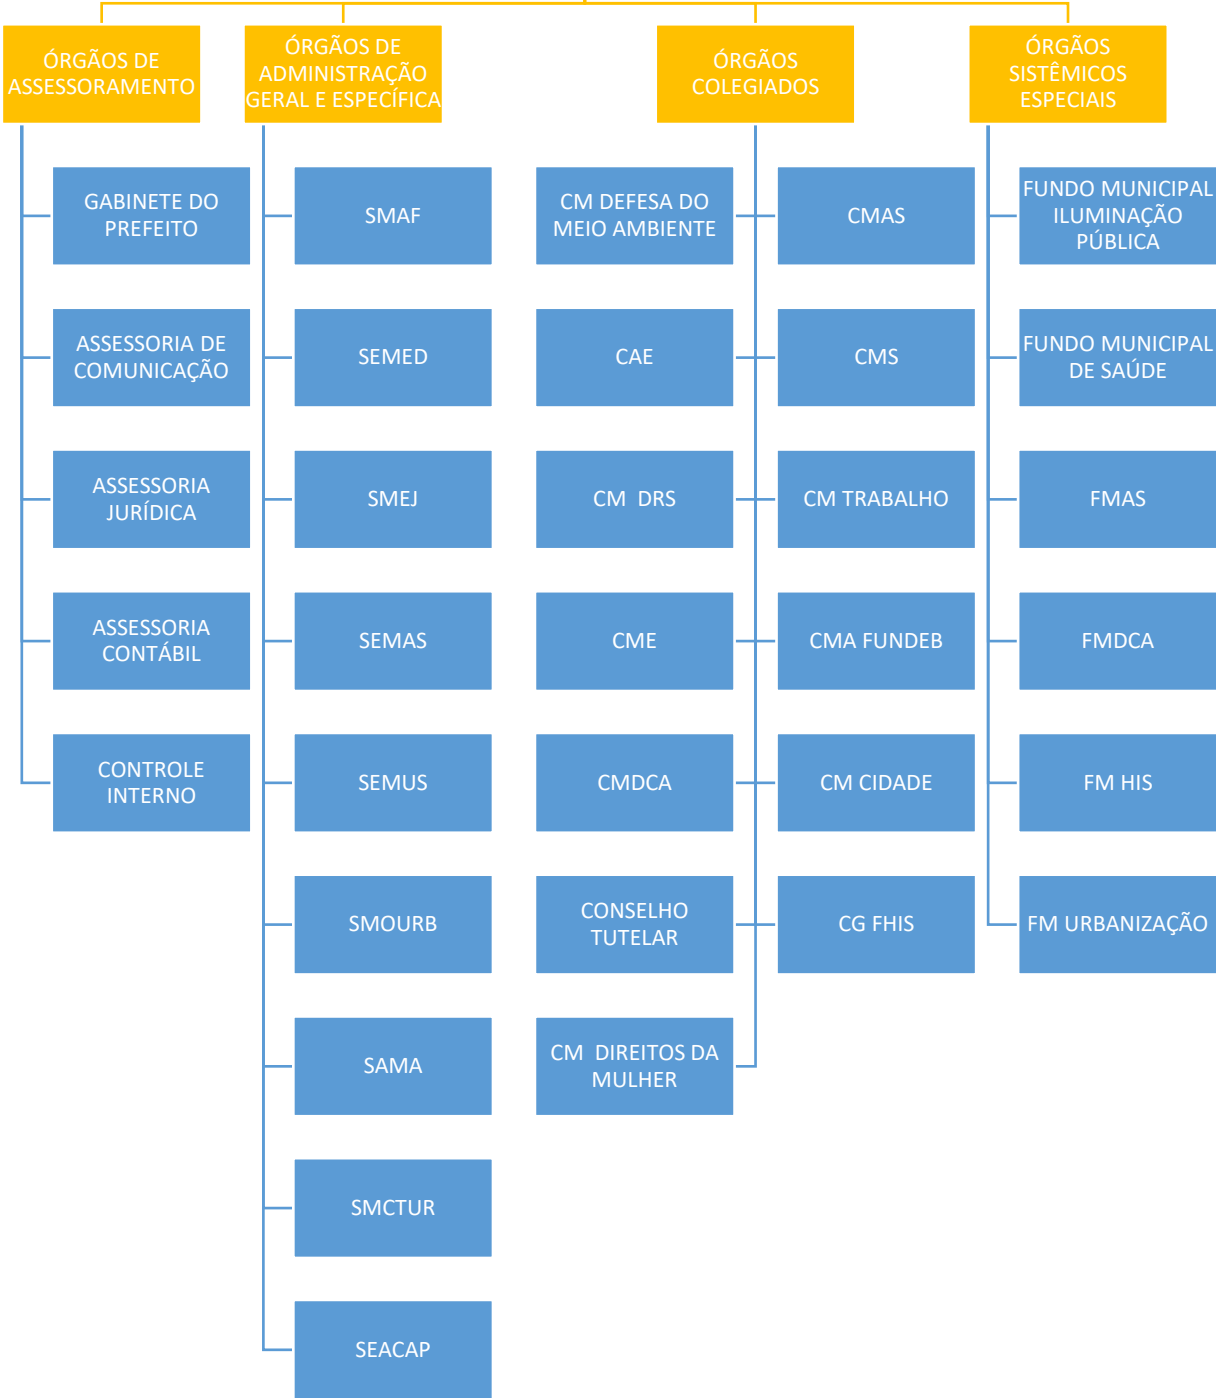 ÓRGÃOS DE
ASSESSORAMENTO
ÓRGÃOS DE
ADMINISTRAÇÃO
GERAL E ESPECÍFICA
ÓRGÃOS
COLEGIADOS
ÓRGÃOS
SISTÊMICOS
ESPECIAIS
GABINETE DO
PREFEITO
ASSESSORIA DE
COMUNICAÇÃO
ASSESSORIA
JURÍDICA
ASSESSORIA
CONTÁBIL
CONTROLE
INTERNO
SMAF
SEMED
SMEJ
SEMAS
SEMUS
SMOURB
SAMA
SMCTUR
SEACAP
CM DEFESA DO
MEIO AMBIENTE
CMAS
CAE
CMS
CM DRS
CM TRABALHO
CME
CMA FUNDEB
CMDCA
CM CIDADE
CONSELHO
TUTELAR
CG FHIS
CM DIREITOS DA
MULHER
FUNDO MUNICIPAL
ILUMINAÇÃO
PÚBLICA
FUNDO MUNICIPAL
DE SAÚDE
FMAS
FMDCA
FM HIS
FM URBANIZAÇÃO